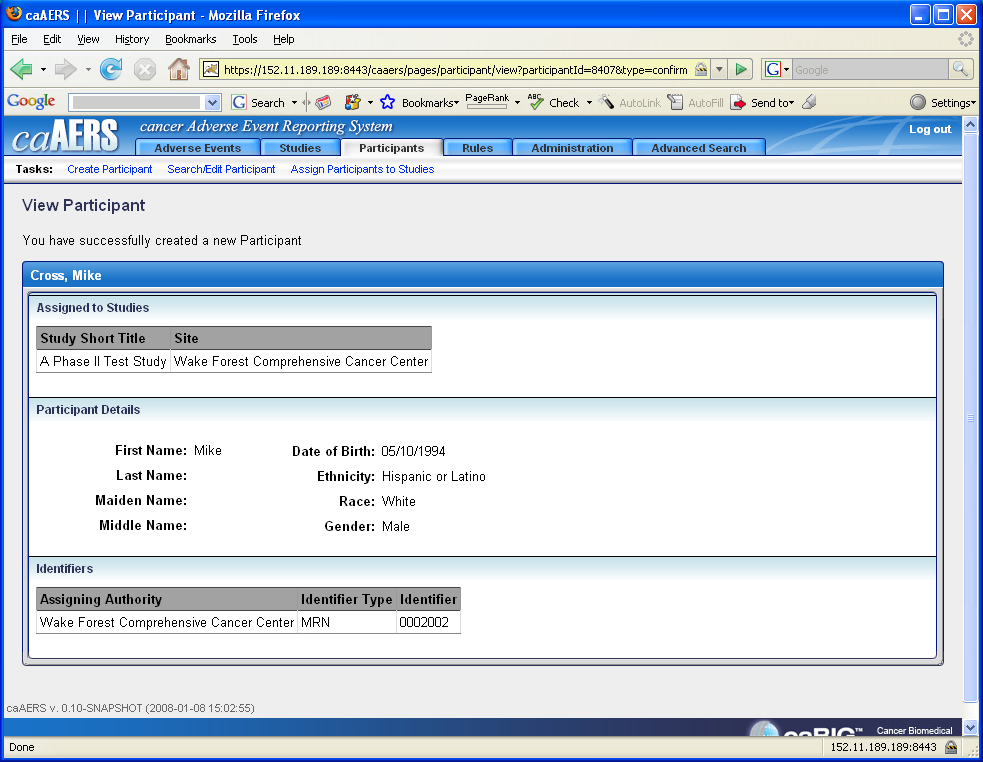 caAERS | | View Participant - Mozilla Firefox
File Edit View History Bookmarks Tools Help
https://152.11.189.189:8443/caaers/pages/participant/view?participantId=8407&type=confirm G Google
Google G Search Bookmarks PageRank ABC Check AutoLink AutoFill Send to Settings
caAERS cancer Adverse Event Reporting System Log out
Adverse Events Studies Participants Rules Administration Advanced Search
Tasks: Create Participant Search/Edit Participant Assign Participants to Studies
View Participant
You have successfully created a new Participant
Cross, Mike
Assigned to Studies
Study Short Title Site
A Phase II Test Study Wake Forest Comprehensive Cancer Center
Participant Details
First Name: Mike Date of Birth: 05/10/1994
Last Name: Ethnicity: Hispanic or Latino
Maiden Name: Race: White
Middle Name: Gender: Male
Identifiers
Assigning Authority Identifier Type Identifier
Wake Forest Comprehensive Cancer Center MRN 0002002
caAERS v. 0.10-SNAPSHOT (2008-01-08 15:02:55)
caBIG™ Cancer Biomedical
Done 152.11.189.189:8443